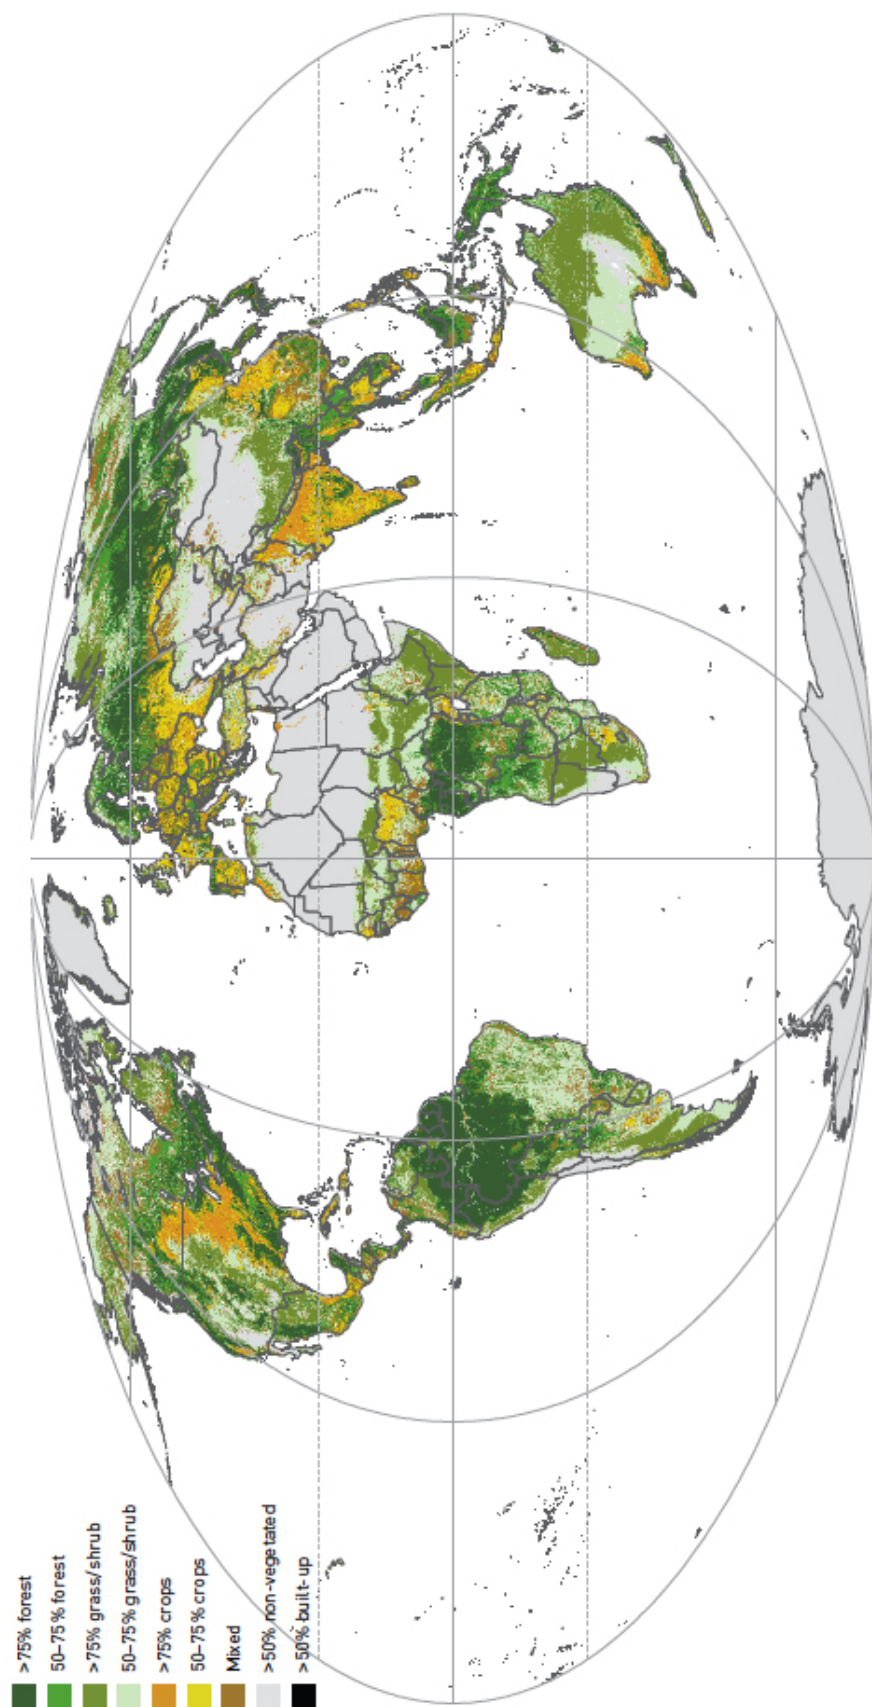 >75% forest
50–75% forest
>75% grass/shrub
50–75% grass/shrub
>75% crops
50–75% crops
Mixed
>50% non-vegetated
>50% built-up